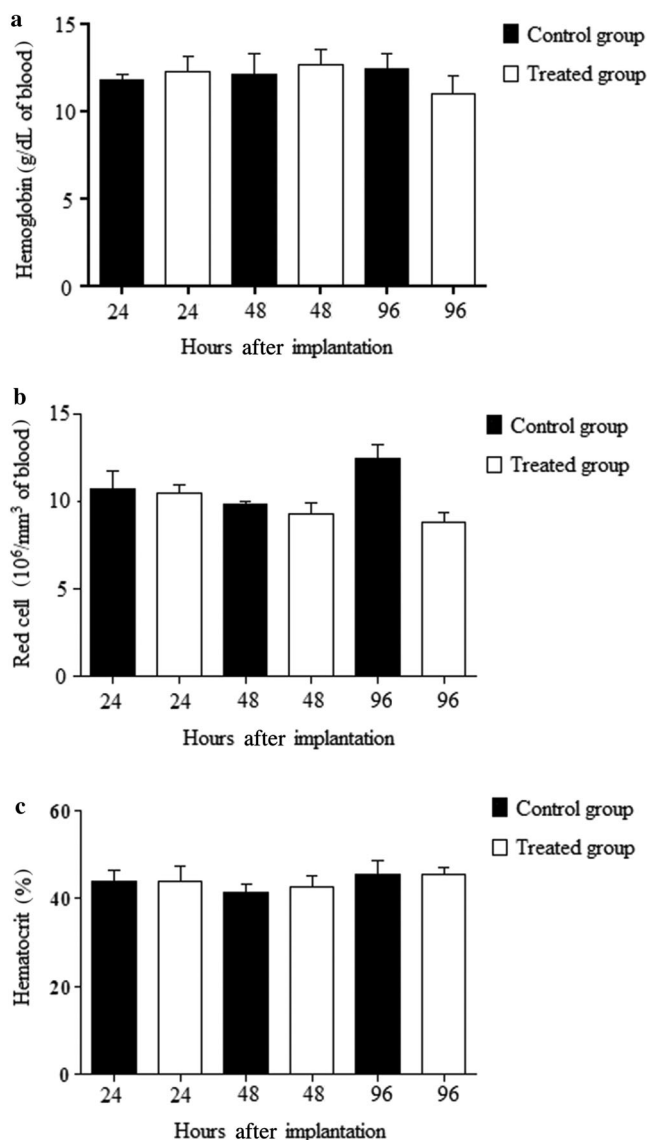 a
Hemoglobin (g/dL of blood)
15
10
5
0
24 24 48 48 96 96
Hours after implantation
Control group
Treated group
b
Red cell (10⁶/mm³ of blood)
15
10
5
0
24 24 48 48 96 96
Hours after implantation
Control group
Treated group
c
Hematocrit (%)
60
40
20
0
24 24 48 48 96 96
Hours after implantation
Control group
Treated group